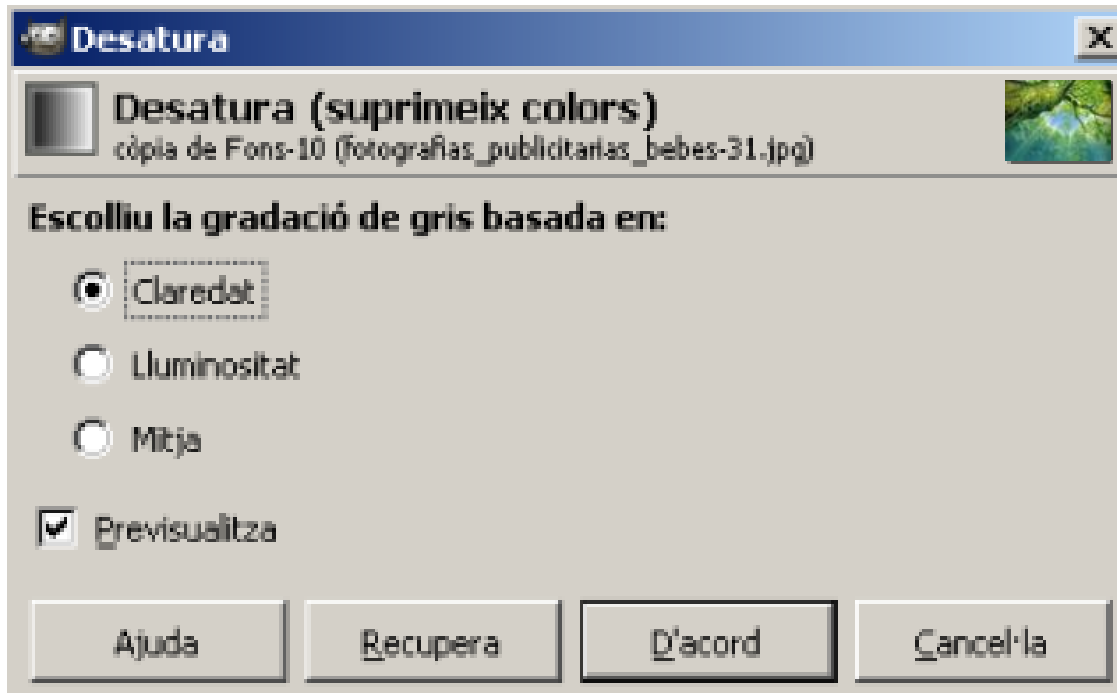 Desatura
Desatura (suprimeix colors)
còpia de Fons-10 (fotografias_publicitarias_bebes-31.jpg)
Escolliu la gradació de gris basada en:
Claredat
Lluminositat
Mitja
Previsualitza
Ajuda
Recupera
D'acord
Cancel·la